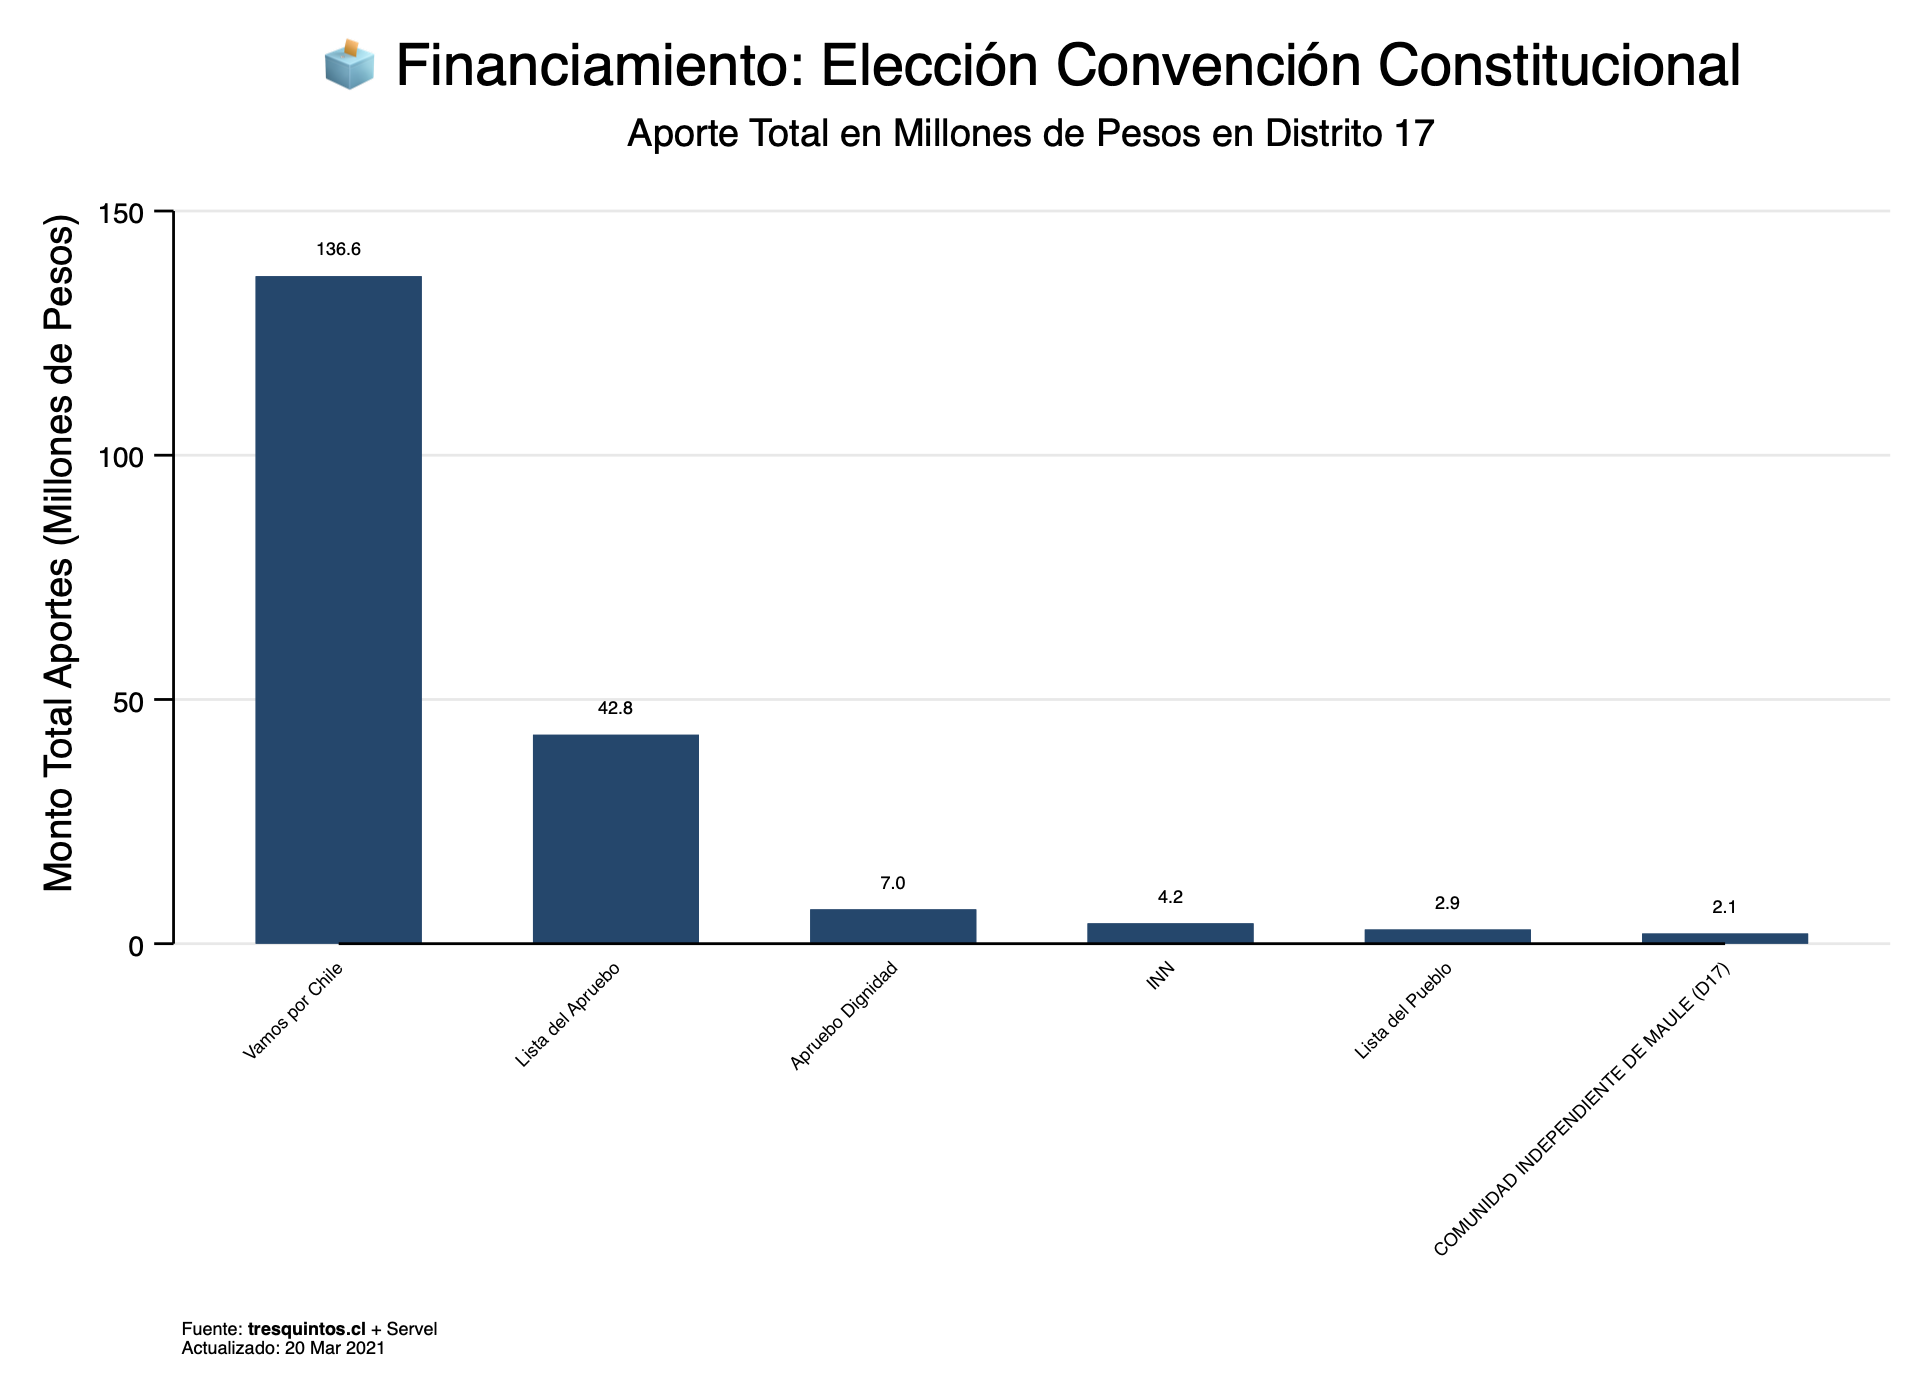 Financiamiento: Elección Convención Constitucional
Aporte Total en Millones de Pesos en Distrito 17
Monto Total Aportes (Millones de Pesos)
150
100
50
0
136.6
42.8
7.0
4.2
2.9
2.1
Vamos por Chile
Lista del Apruebo
Apruebo Dignidad
INN
Lista del Pueblo
COMUNIDAD INDEPENDIENTE DE MAULE (D17)
Fuente: tresquintos.cl + Servel
Actualizado: 20 Mar 2021